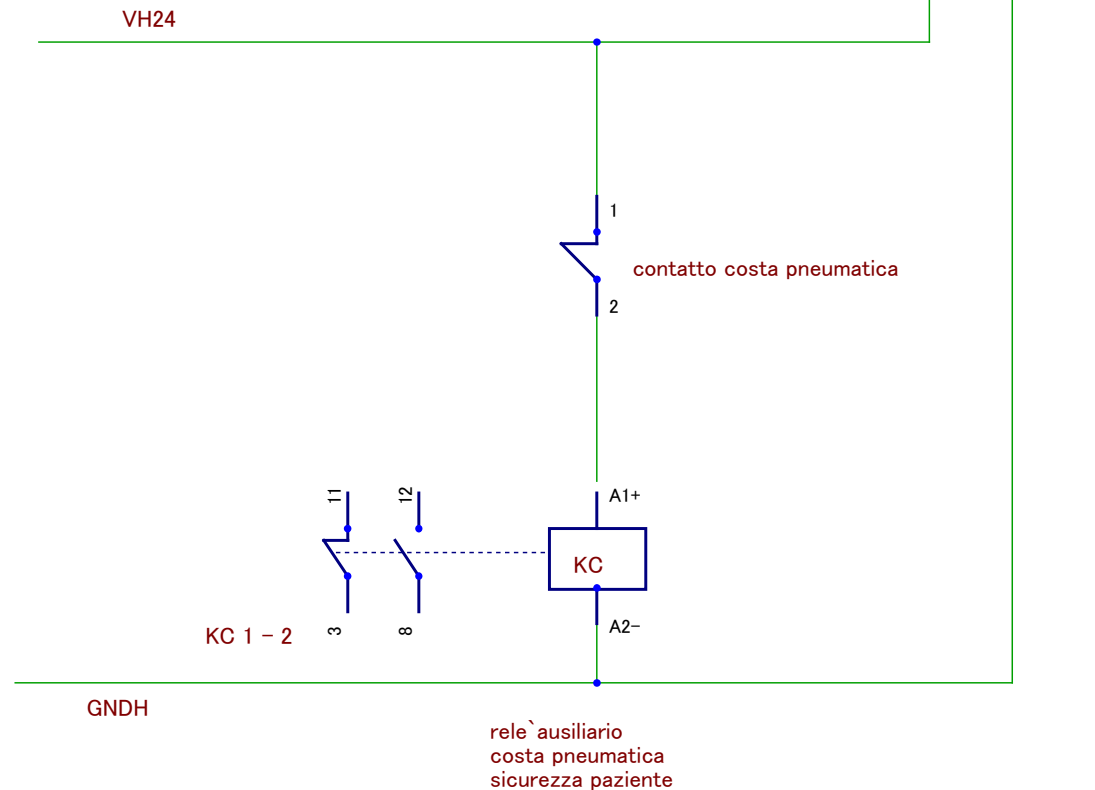 VH24
1
contatto costa pneumatica
2
11
12
A1+
KC
A2-
3
8
KC 1 - 2
GNDH
rele`ausiliario
costa pneumatica
sicurezza paziente